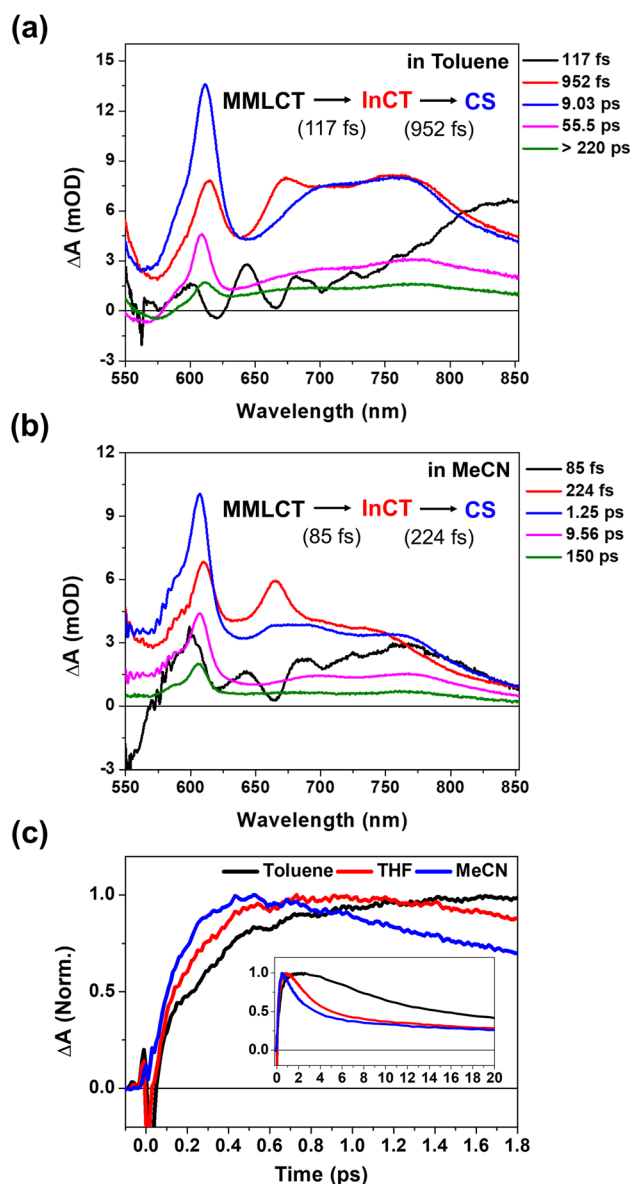 (a)
in Toluene
117 fs
952 fs
9.03 ps
55.5 ps
> 220 ps
MMLCT → InCT → CS
(117 fs) (952 fs)
15
12
9
6
3
0
-3
ΔA (mOD)
550 600 650 700 750 800 850
Wavelength (nm)
(b)
in MeCN
85 fs
224 fs
1.25 ps
9.56 ps
150 ps
MMLCT → InCT → CS
(85 fs) (224 fs)
12
9
6
3
0
-3
ΔA (mOD)
550 600 650 700 750 800 850
Wavelength (nm)
(c)
Toluene THF MeCN
1.0
0.5
0.0
ΔA (Norm.)
1.0
0.5
0.0
0 2 4 6 8 10 12 14 16 18 20
0.0 0.2 0.4 0.6 0.8 1.0 1.2 1.4 1.6 1.8
Time (ps)